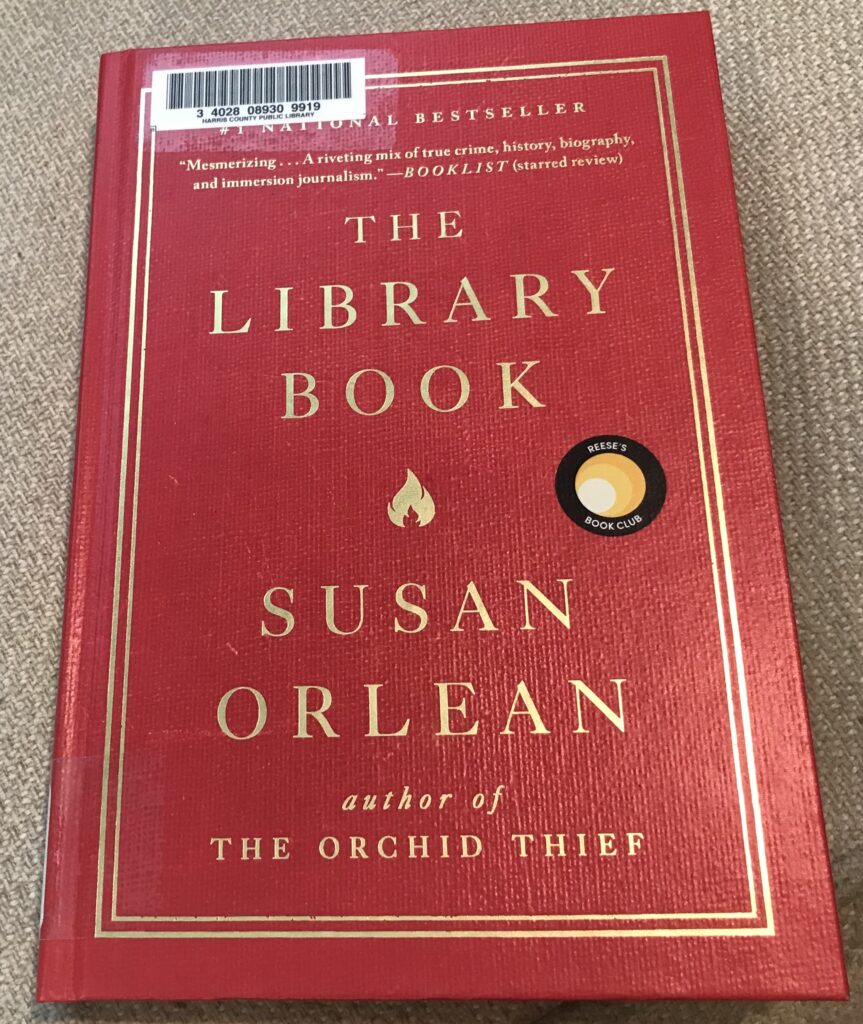 3 4028 08930 9919
HARRIS COUNTY PUBLIC LIBRARY
#1 NATIONAL BESTSELLER
“Mesmerizing . . . A riveting mix of true crime, history, biography,
and immersion journalism.” —BOOKLIST (starred review)
THE
LIBRARY
BOOK
REESE'S
BOOK CLUB
SUSAN
ORLEAN
author of
THE ORCHID THIEF